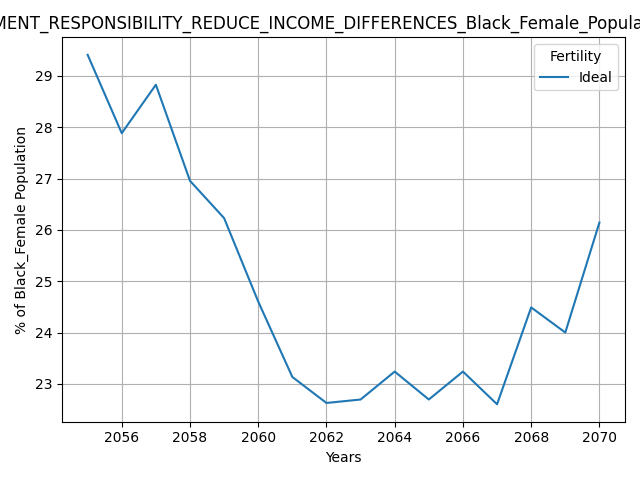 MENT_RESPONSIBILITY_REDUCE_INCOME_DIFFERENCES_Black_Female_Popula
Fertility
Ideal
29
28
27
26
25
24
23
% of Black_Female Population
2056 2058 2060 2062 2064 2066 2068 2070
Years